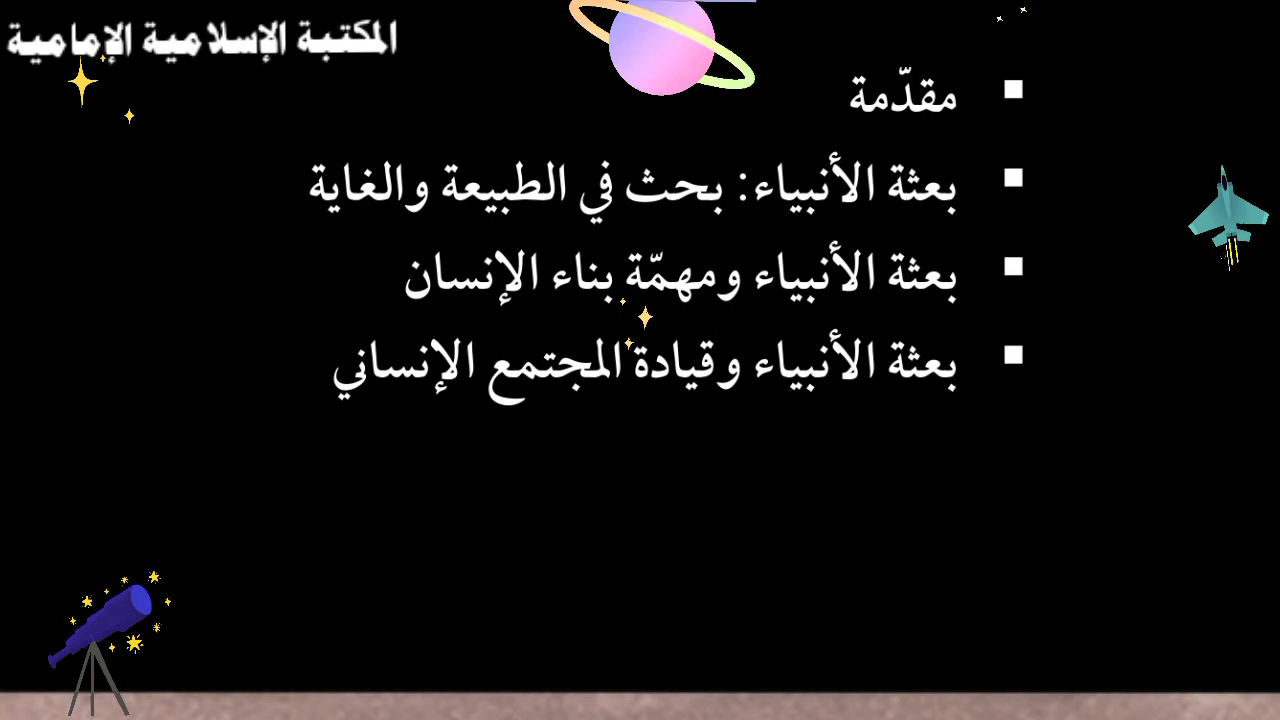 المكتبة الإسلامية الإمامية
▪ مقدّمة
▪ بعثة الأنبياء: بحث في الطبيعة والغاية
▪ بعثة الأنبياء ومهمّة بناء الإنسان
▪ بعثة الأنبياء وقيادة المجتمع الإنساني